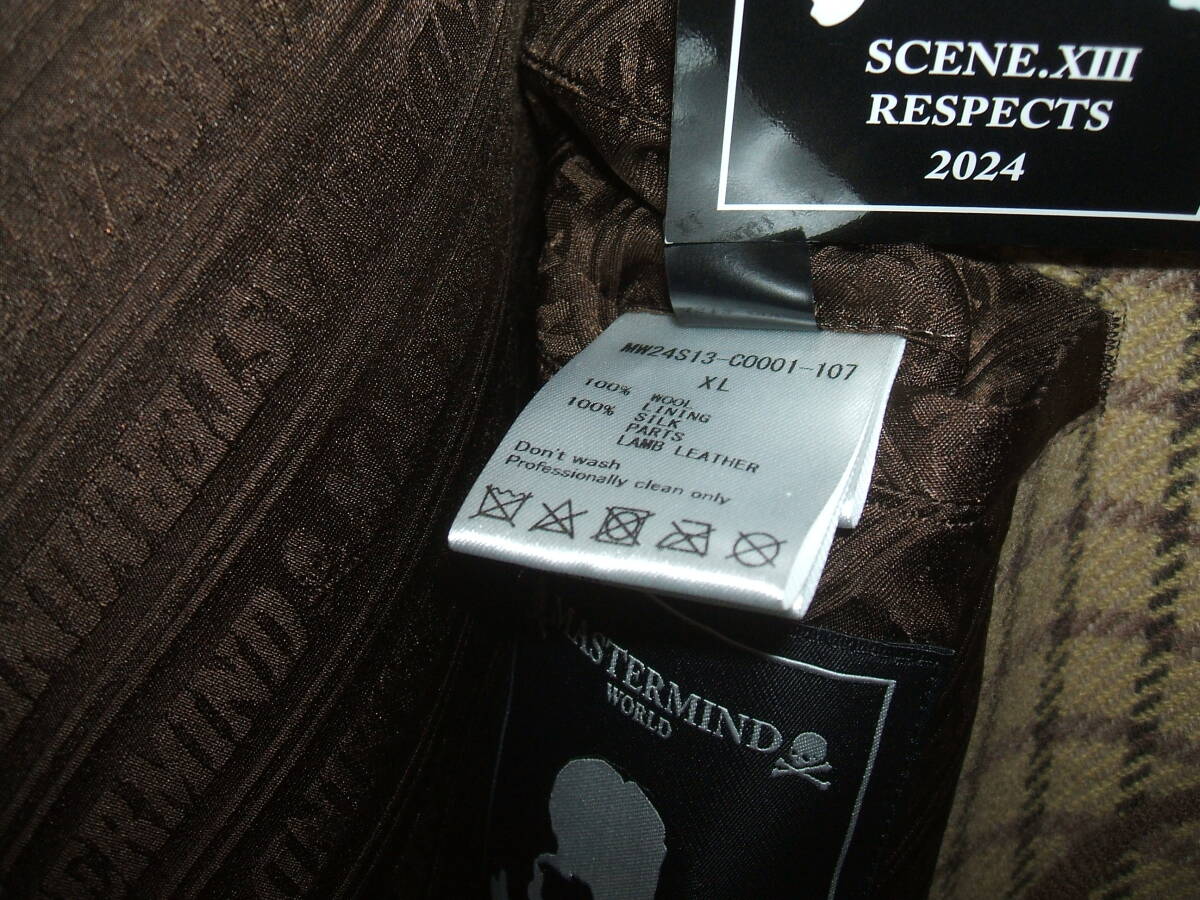 SCENE.XIII
RESPECTS
2024
MW24S13-CO001-107
XL
100% WOOL
LINING
100% SILK
PARTS
LAMB LEATHER
Don't wash
Professionally clean only
MASTERMIND
WORLD